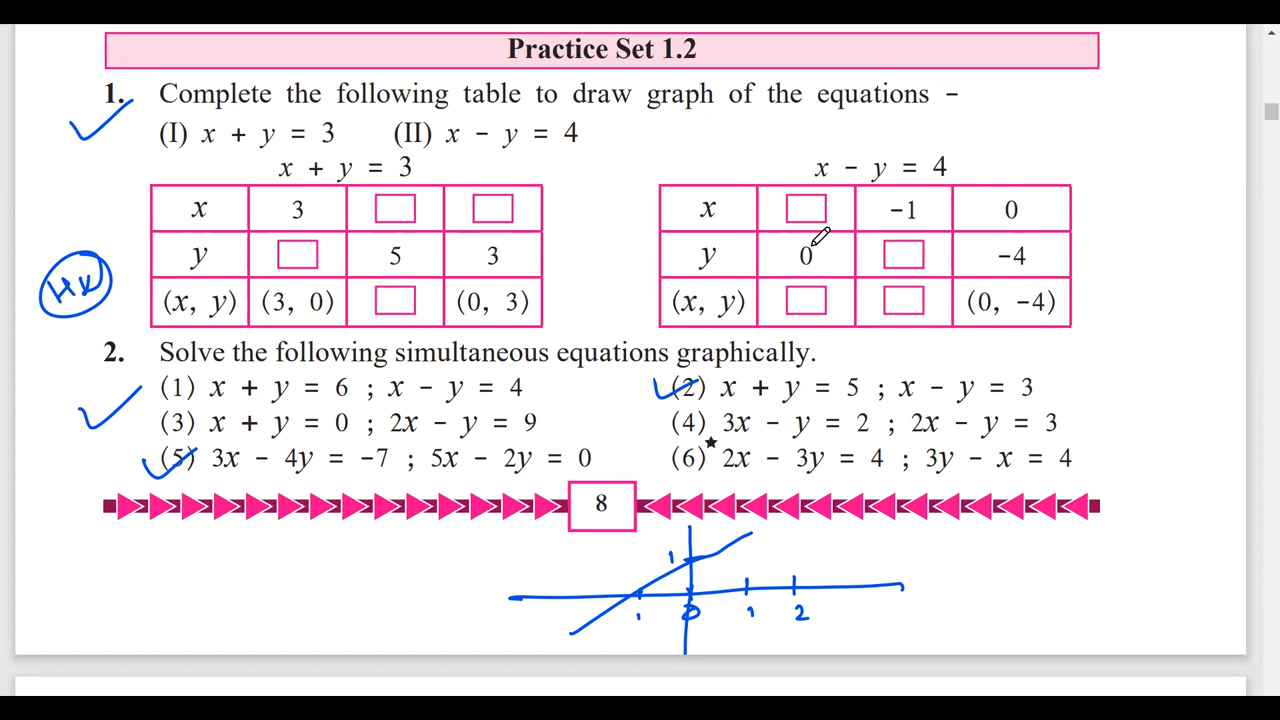 Practice Set 1.2
1. Complete the following table to draw graph of the equations -
(I) x + y = 3 (II) x - y = 4
x + y = 3
x 3
y 5 3
(x, y) (3, 0) (0, 3)
x - y = 4
x -1 0
y 0 -4
(x, y) (0, -4)
2. Solve the following simultaneous equations graphically.
(1) x + y = 6 ; x - y = 4 (2) x + y = 5 ; x - y = 3
(3) x + y = 0 ; 2x - y = 9 (4) 3x - y = 2 ; 2x - y = 3
(5) 3x - 4y = -7 ; 5x - 2y = 0 (6)★ 2x - 3y = 4 ; 3y - x = 4
8
1
0 1 2